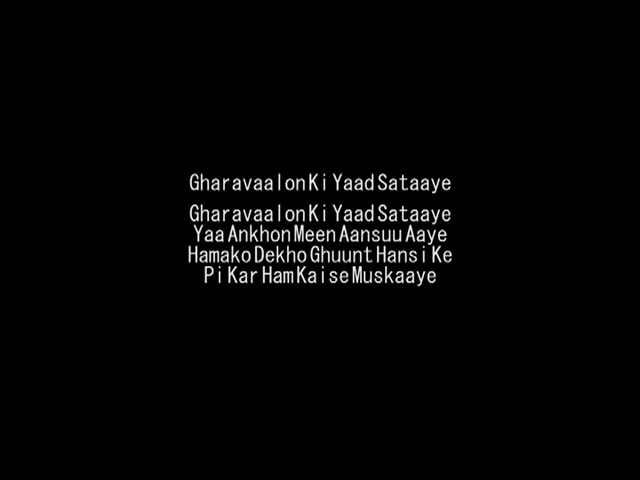 Gharavaalon Ki Yaad Sataaye
Gharavaalon Ki Yaad Sataaye
Yaa Ankhon Meen Aansuu Aaye
Hamako Dekho Ghuunt Hansi Ke
Pi Kar Ham Kaise Muskaaye